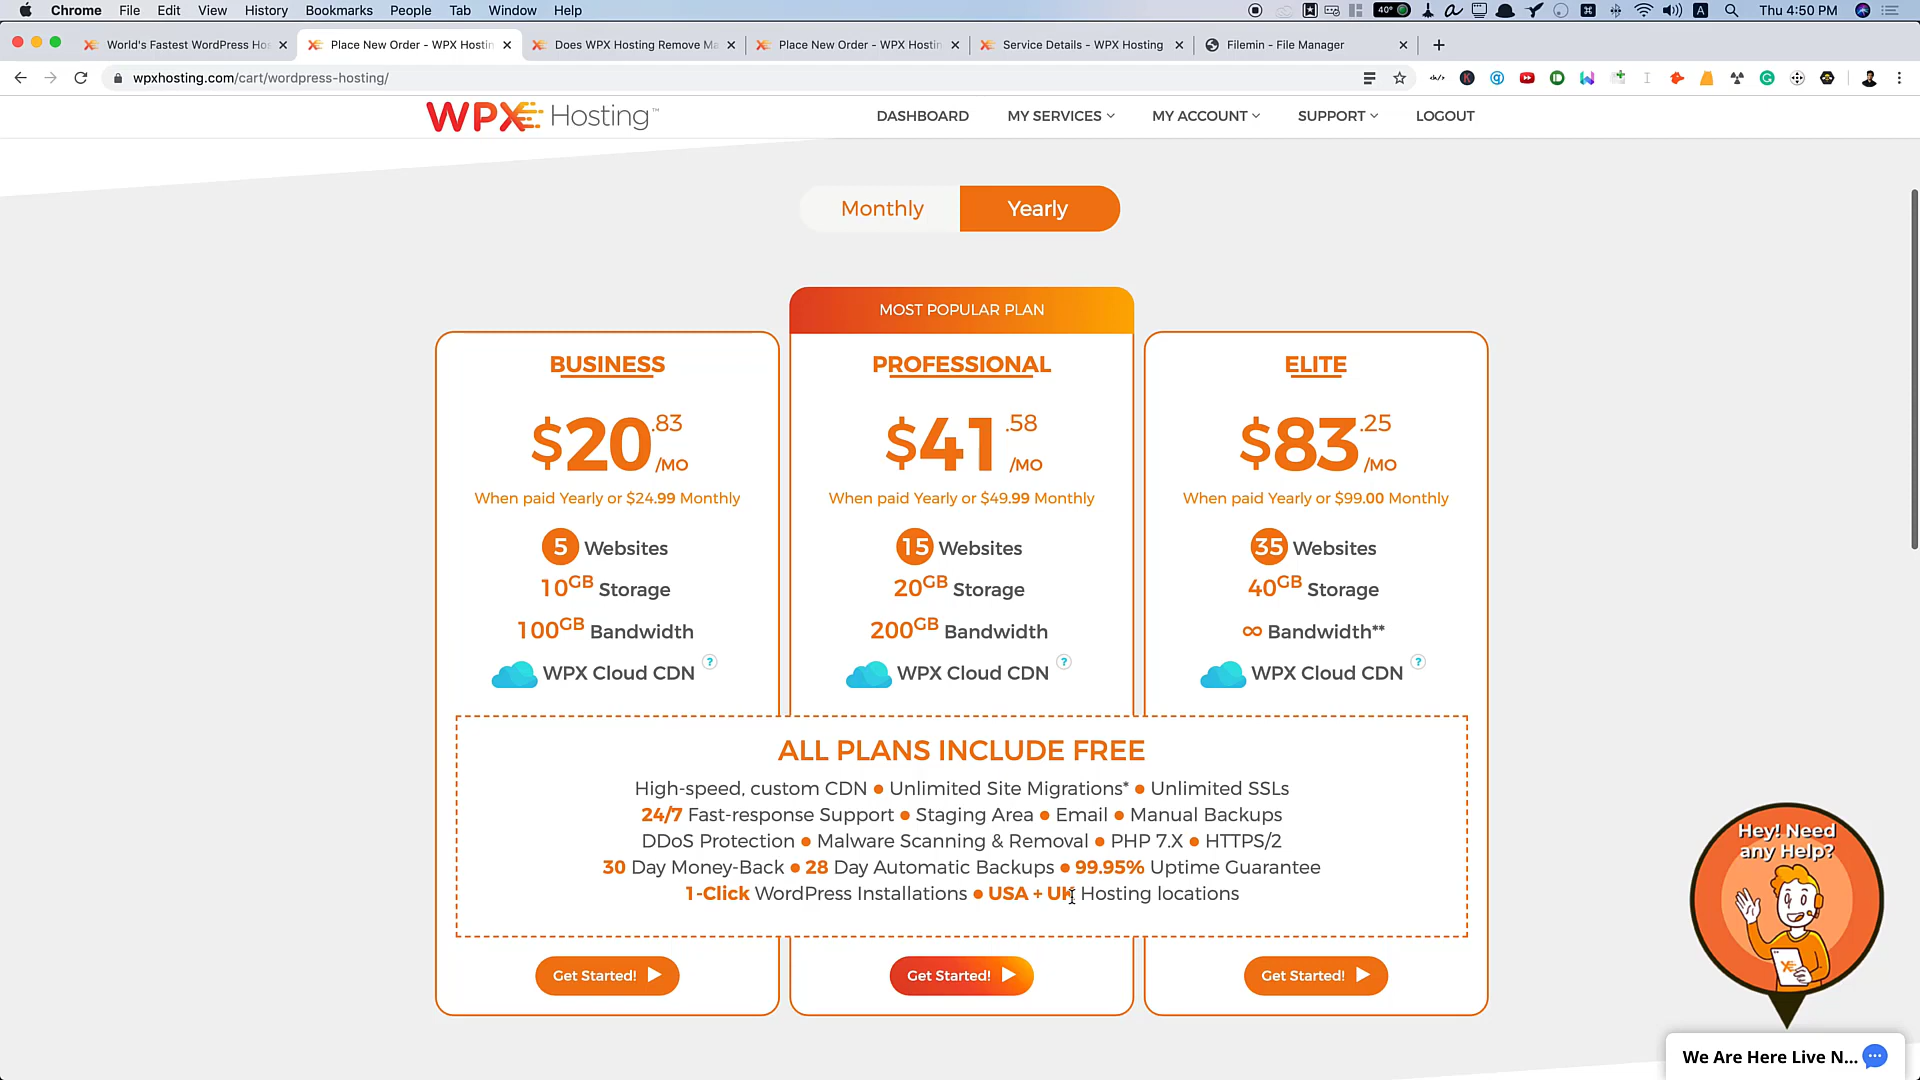 Chrome File Edit View History Bookmarks People Tab Window Help
40° A Thu 4:50 PM
World's Fastest WordPress Hos
Place New Order - WPX Hostin
Does WPX Hosting Remove Ma
Place New Order - WPX Hostin
Service Details - WPX Hosting
Filemin - File Manager
wpxhosting.com/cart/wordpress-hosting/
WPX Hosting™
DASHBOARD MY SERVICES MY ACCOUNT SUPPORT LOGOUT
Monthly Yearly
MOST POPULAR PLAN
BUSINESS
$20.83/MO
When paid Yearly or $24.99 Monthly
5 Websites
10GB Storage
100GB Bandwidth
WPX Cloud CDN ?
PROFESSIONAL
$41.58/MO
When paid Yearly or $49.99 Monthly
15 Websites
20GB Storage
200GB Bandwidth
WPX Cloud CDN ?
ELITE
$83.25/MO
When paid Yearly or $99.00 Monthly
35 Websites
40GB Storage
∞ Bandwidth**
WPX Cloud CDN ?
ALL PLANS INCLUDE FREE
High-speed, custom CDN ● Unlimited Site Migrations* ● Unlimited SSLs
24/7 Fast-response Support ● Staging Area ● Email ● Manual Backups
DDoS Protection ● Malware Scanning & Removal ● PHP 7.X ● HTTPS/2
30 Day Money-Back ● 28 Day Automatic Backups ● 99.95% Uptime Guarantee
1-Click WordPress Installations ● USA + UK Hosting locations
Get Started!
Get Started!
Get Started!
Hey! Need
any Help?
We Are Here Live N...